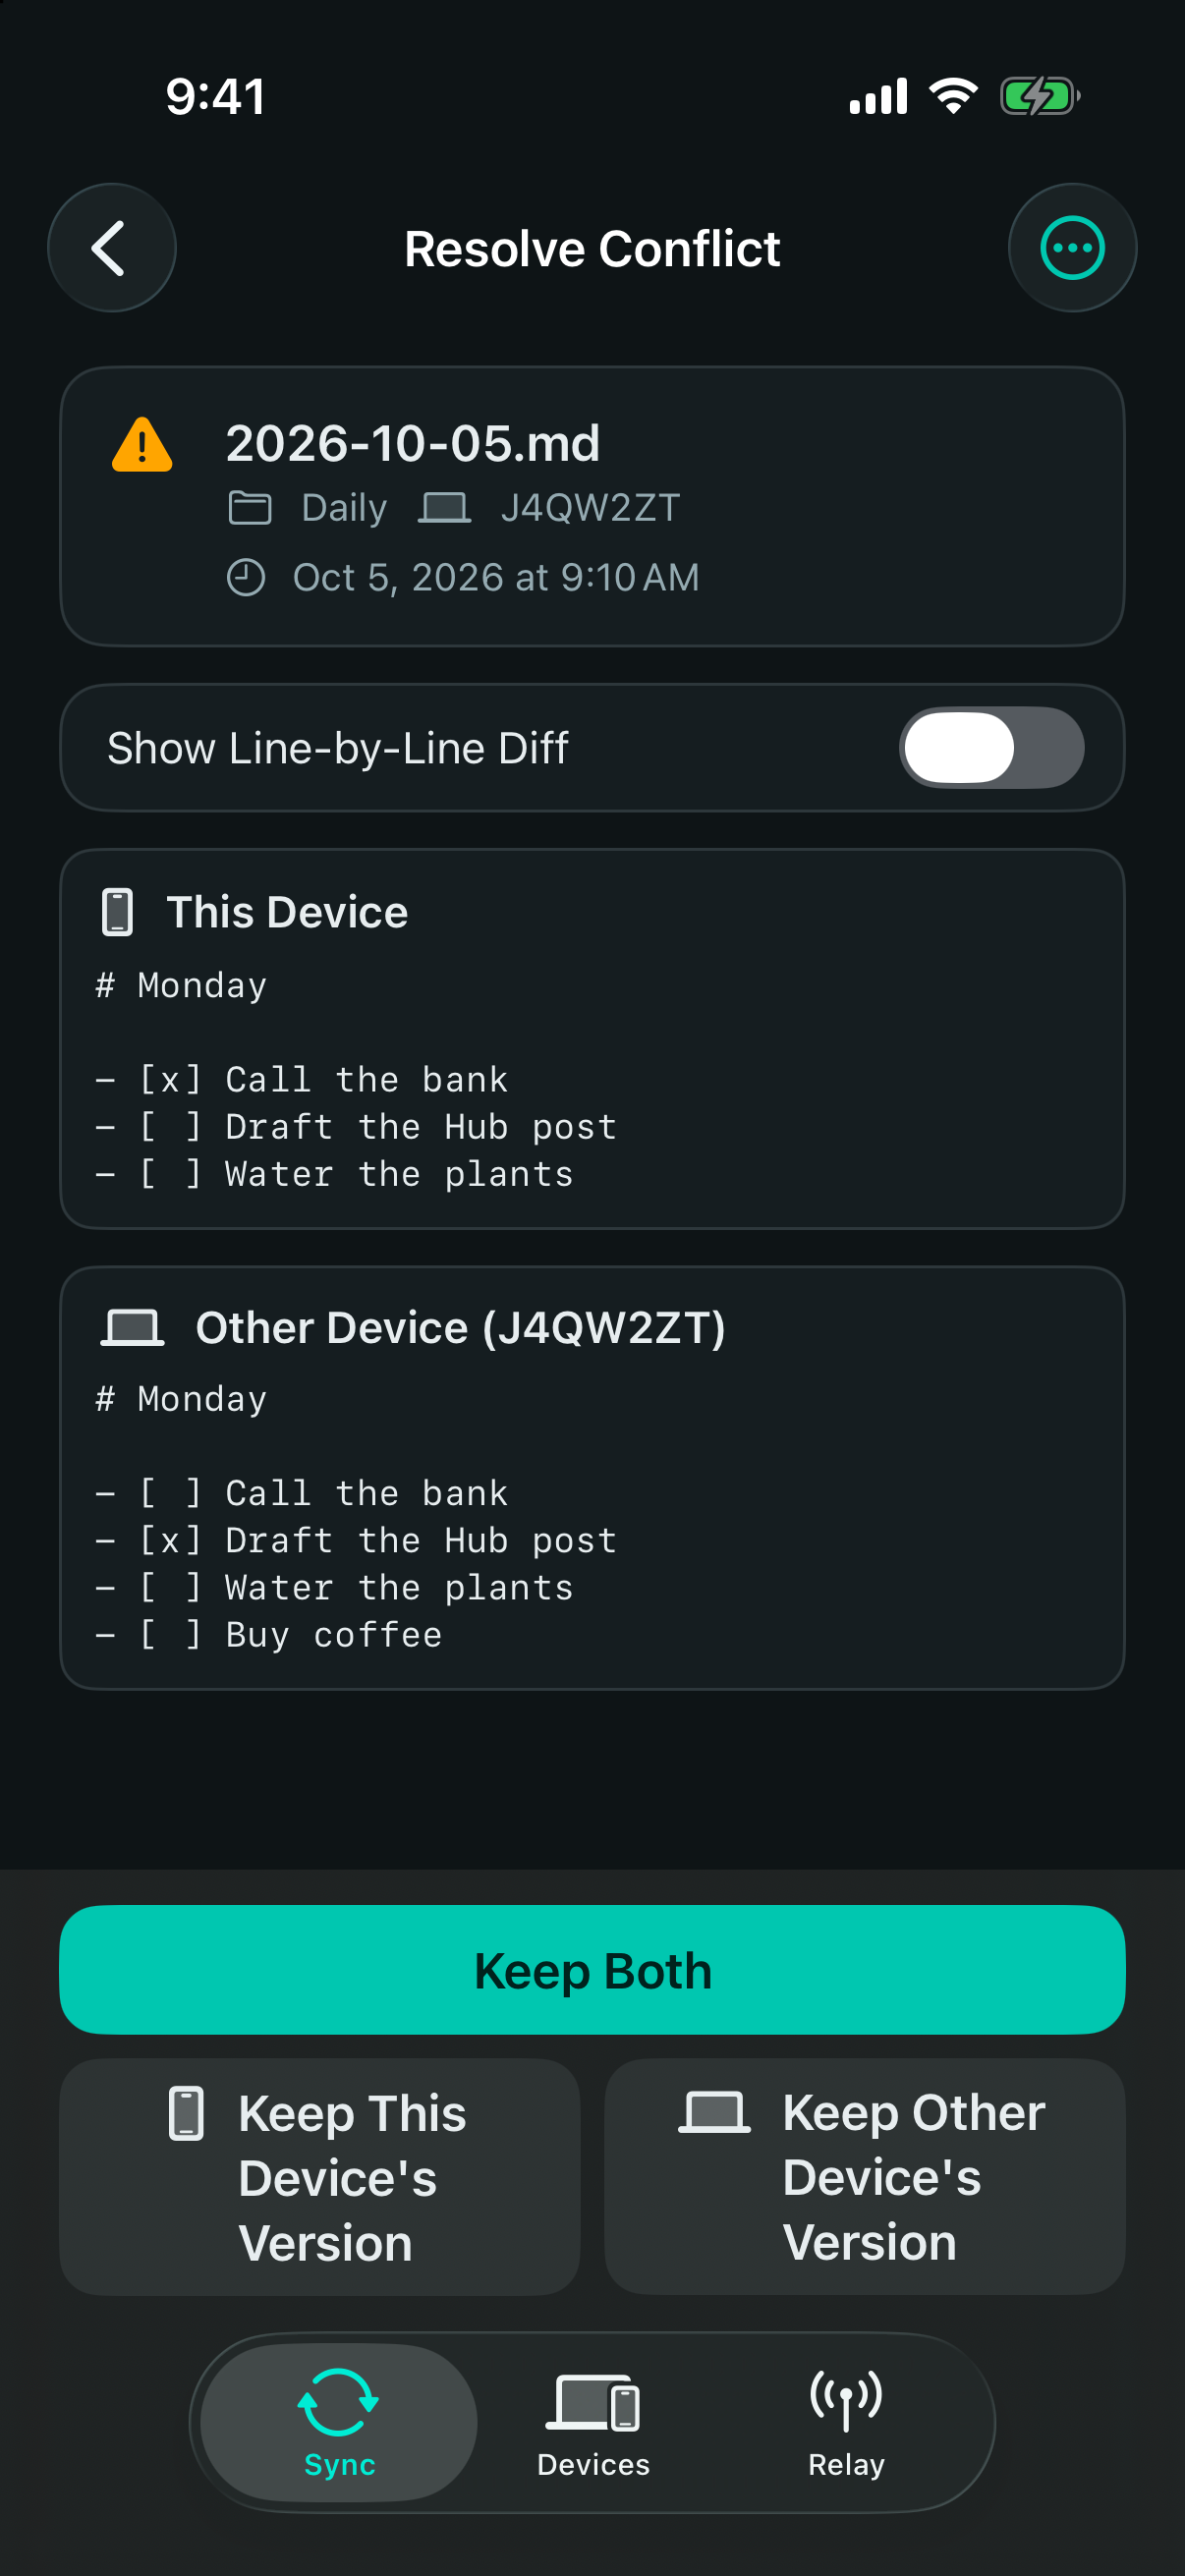 9:41
Resolve Conflict
2026-10-05.md
Daily J4QW2ZT
Oct 5, 2026 at 9:10 AM
Show Line-by-Line Diff
This Device
# Monday
- [x] Call the bank
- [ ] Draft the Hub post
- [ ] Water the plants
Other Device (J4QW2ZT)
# Monday
- [ ] Call the bank
- [x] Draft the Hub post
- [ ] Water the plants
- [ ] Buy coffee
Keep Both
Keep This
Device's
Version
Keep Other
Device's
Version
Sync
Devices
Relay